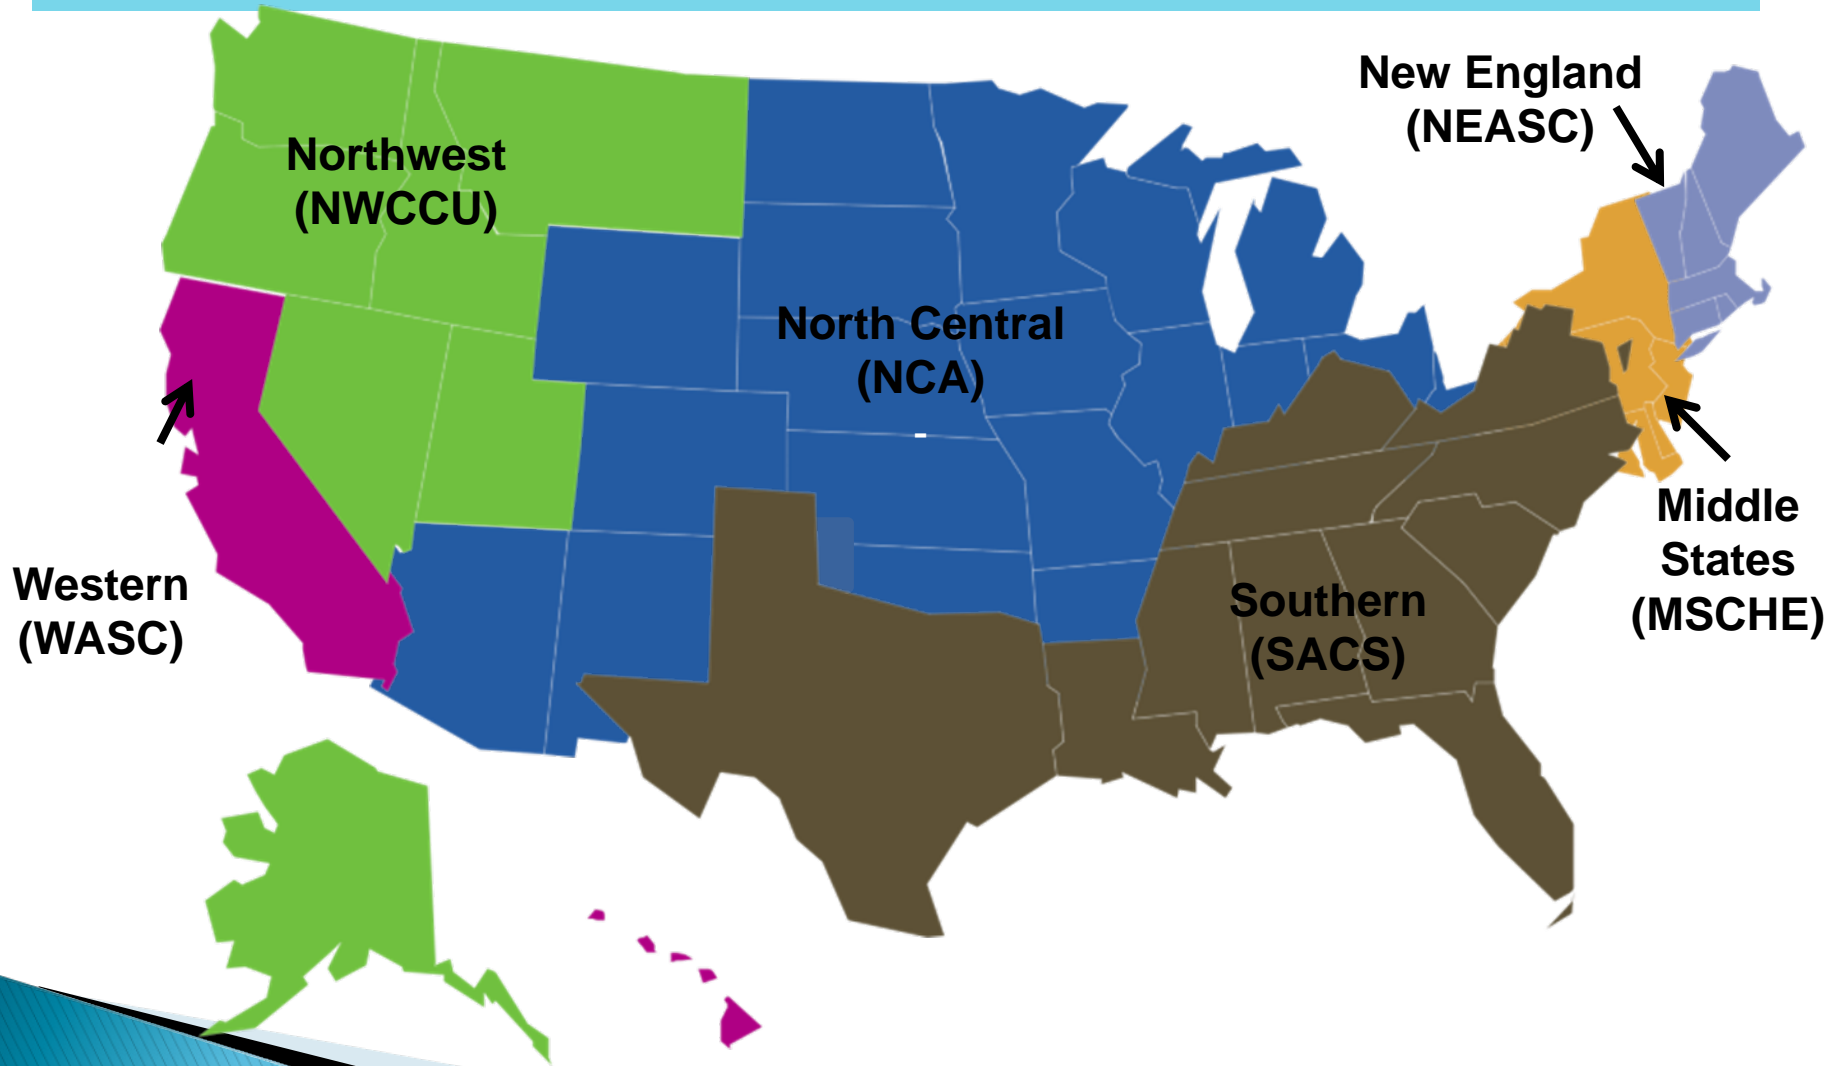 New England
(NEASC)
Northwest
(NWCCU)
North Central
(NCA)
Middle
States
(MSCHE)
Western
(WASC)
Southern
(SACS)